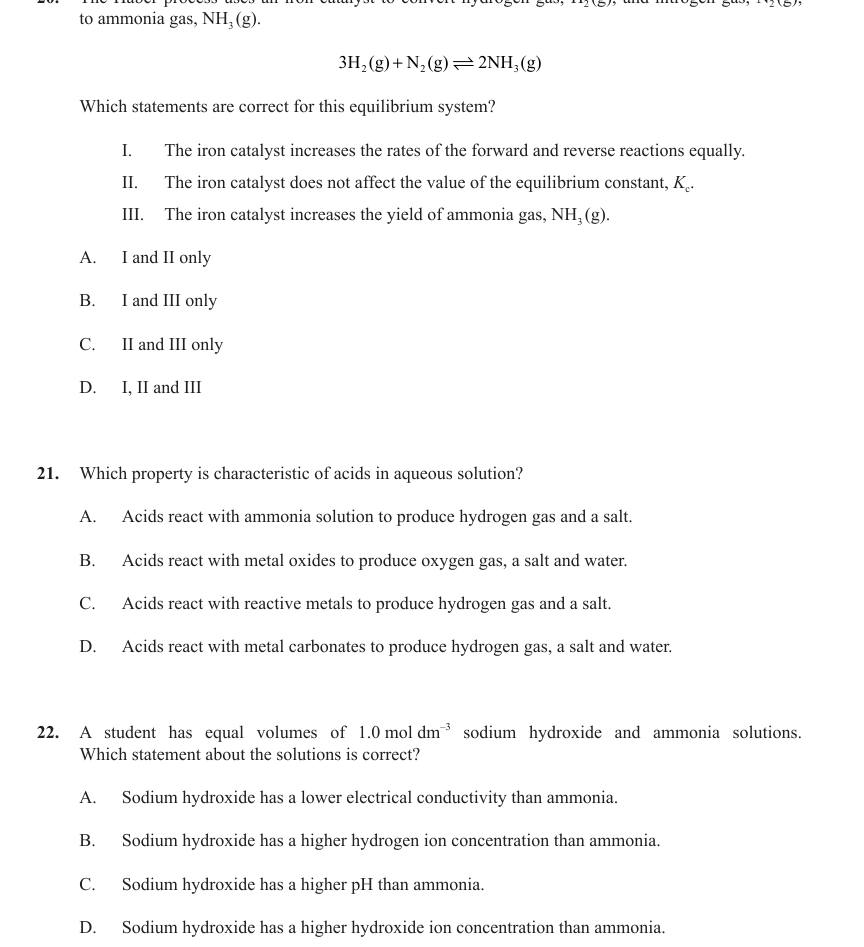 to ammonia gas, NH₃(g).
3H₂(g) + N₂(g) ⇌ 2NH₃(g)
Which statements are correct for this equilibrium system?
I. The iron catalyst increases the rates of the forward and reverse reactions equally.
II. The iron catalyst does not affect the value of the equilibrium constant, Kc.
III. The iron catalyst increases the yield of ammonia gas, NH₃(g).
A. I and II only
B. I and III only
C. II and III only
D. I, II and III
21. Which property is characteristic of acids in aqueous solution?
A. Acids react with ammonia solution to produce hydrogen gas and a salt.
B. Acids react with metal oxides to produce oxygen gas, a salt and water.
C. Acids react with reactive metals to produce hydrogen gas and a salt.
D. Acids react with metal carbonates to produce hydrogen gas, a salt and water.
22. A student has equal volumes of 1.0 mol dm⁻³ sodium hydroxide and ammonia solutions.
Which statement about the solutions is correct?
A. Sodium hydroxide has a lower electrical conductivity than ammonia.
B. Sodium hydroxide has a higher hydrogen ion concentration than ammonia.
C. Sodium hydroxide has a higher pH than ammonia.
D. Sodium hydroxide has a higher hydroxide ion concentration than ammonia.